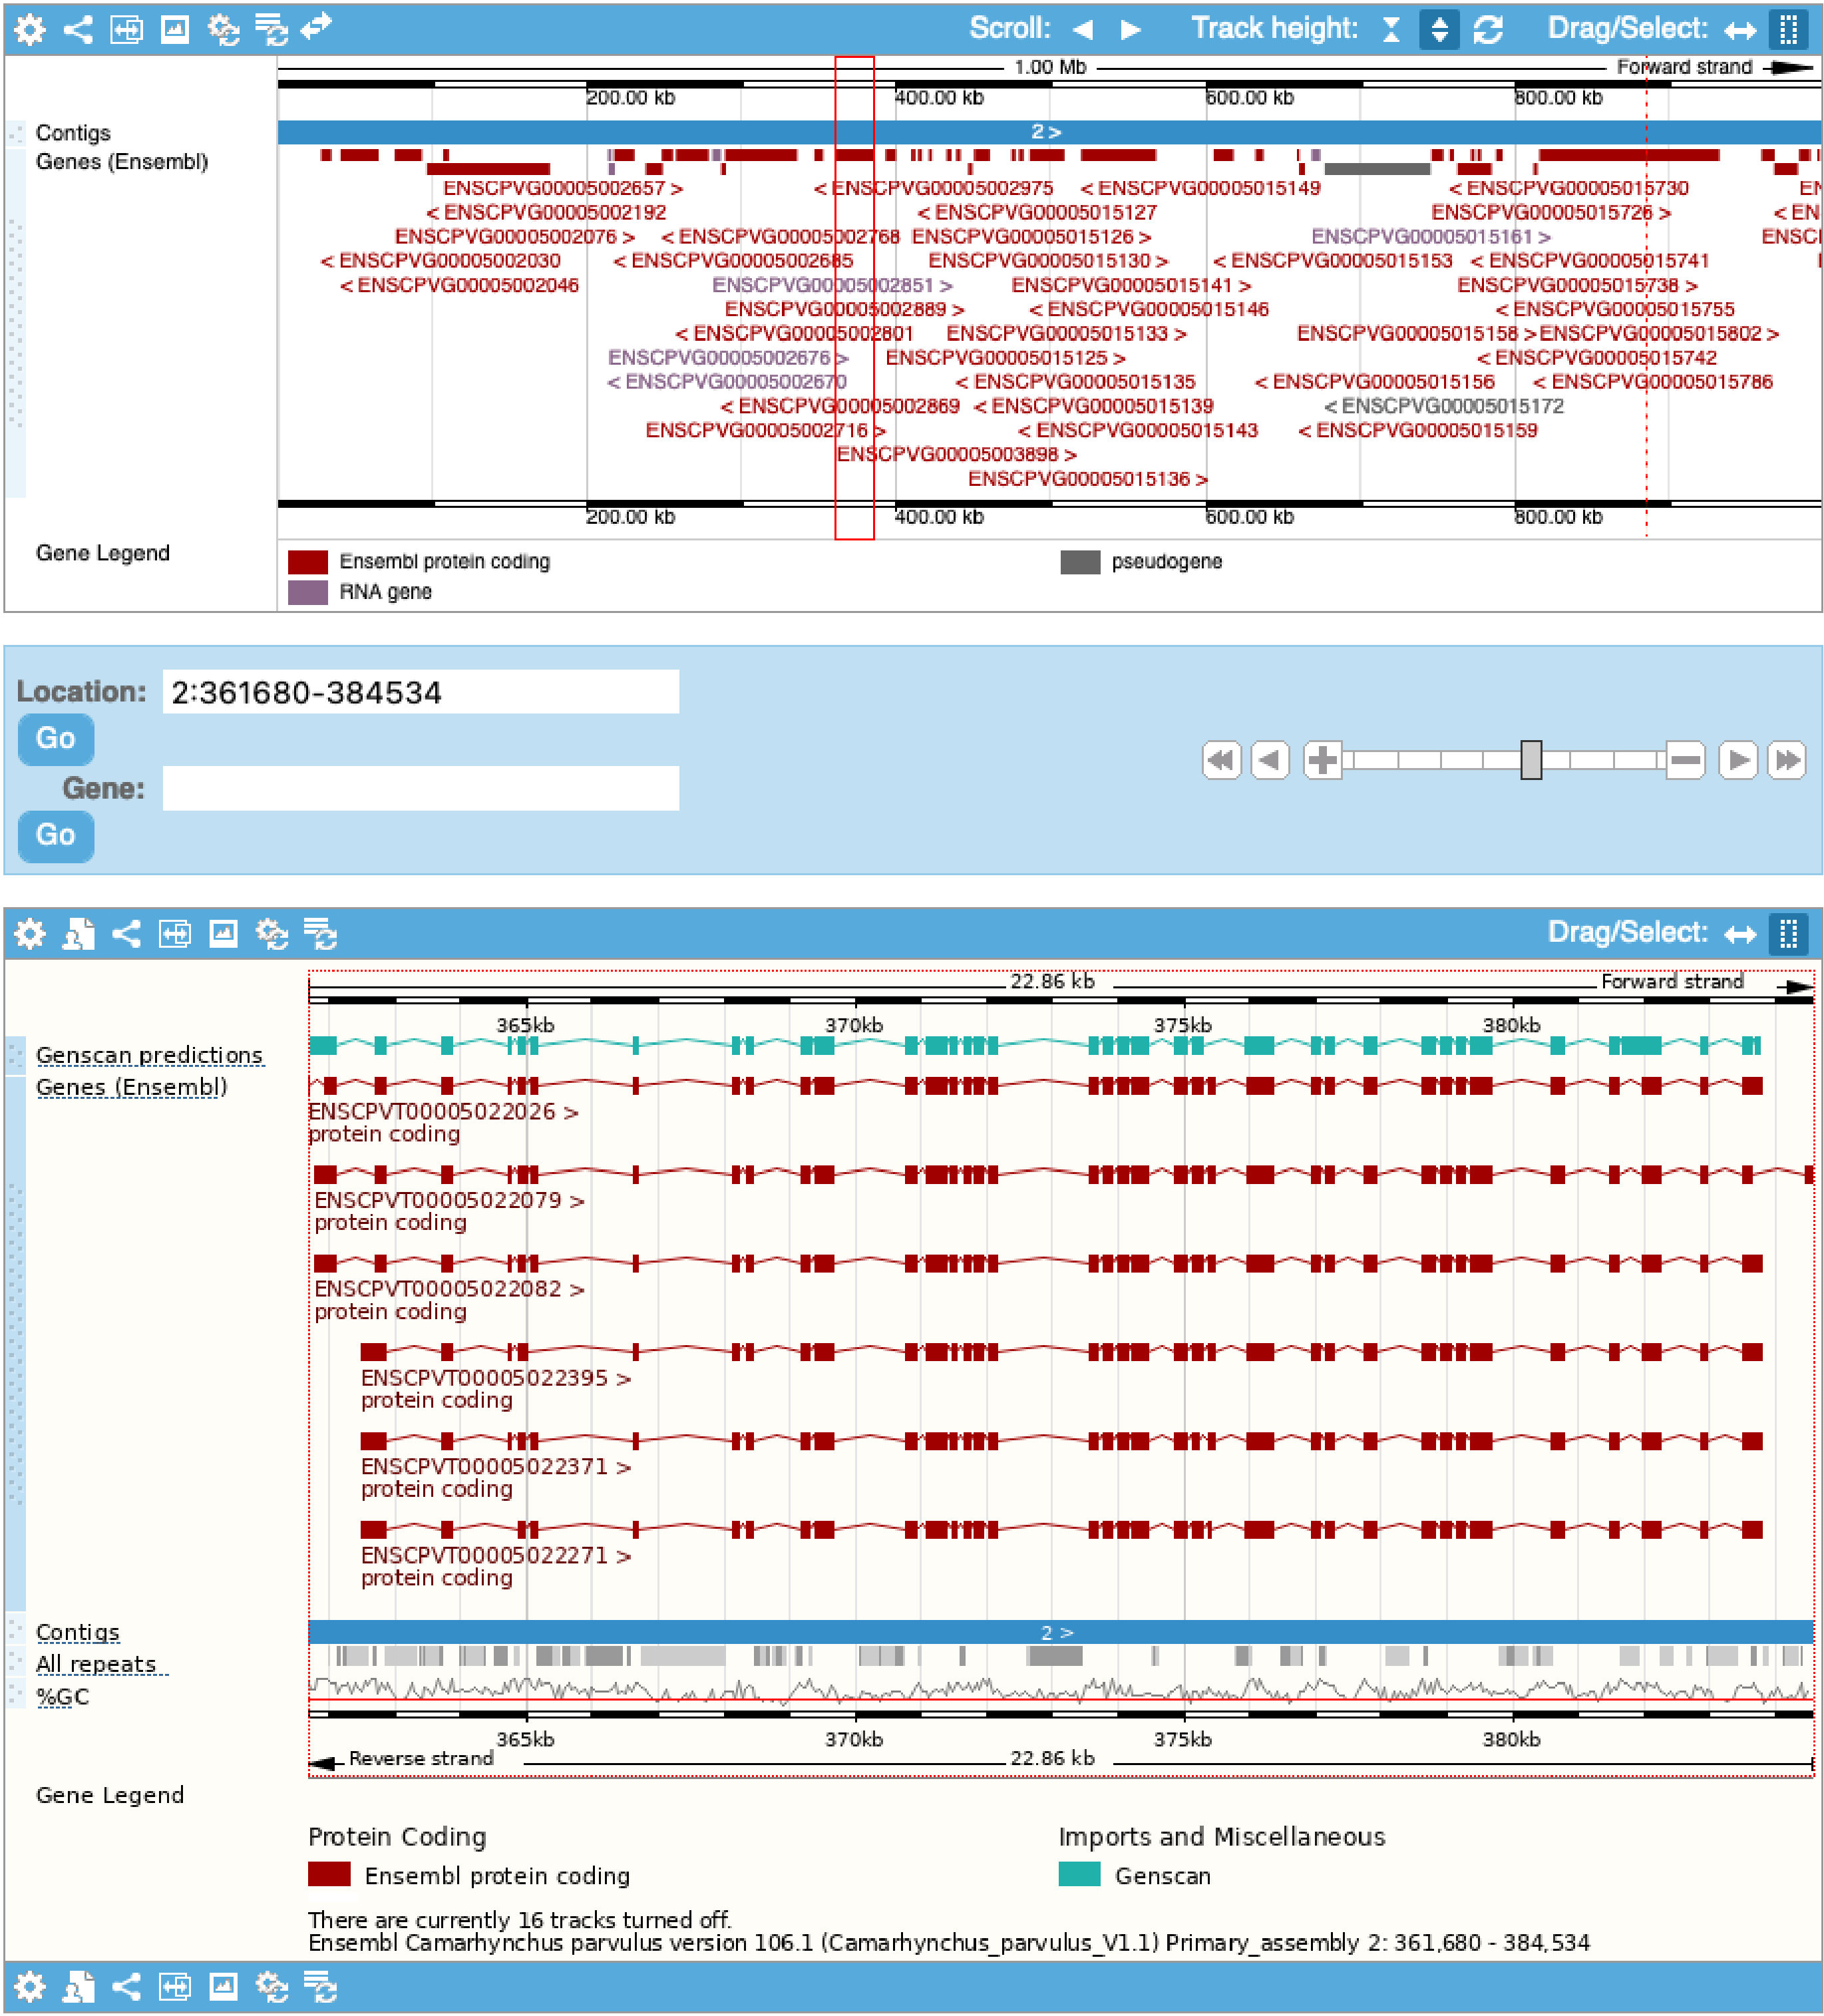 Scroll: Track height: Drag/Select:
1.00 Mb Forward strand
200.00 kb 400.00 kb 600.00 kb 800.00 kb
Contigs 2 >
Genes (Ensembl)
ENSCPVG00005002657 > < ENSCPVG00005002975 < ENSCPVG00005015149 < ENSCPVG00005015730 EN
< ENSCPVG00005002192 < ENSCPVG00005015127 ENSCPVG00005015726 > < EN
ENSCPVG00005002076 > < ENSCPVG00005002768 ENSCPVG00005015126 > ENSCPVG00005015161 > ENSC
< ENSCPVG00005002030 < ENSCPVG00005002685 ENSCPVG00005015130 > < ENSCPVG00005015153 < ENSCPVG00005015741
< ENSCPVG00005002046 ENSCPVG00005002851 > ENSCPVG00005015141 > ENSCPVG00005015738 >
ENSCPVG00005002889 > < ENSCPVG00005015146 < ENSCPVG00005015755
< ENSCPVG00005002801 ENSCPVG00005015133 > ENSCPVG00005015158 > ENSCPVG00005015802 >
ENSCPVG00005002676 > ENSCPVG00005015125 > < ENSCPVG00005015742
< ENSCPVG00005002670 < ENSCPVG00005015135 < ENSCPVG00005015156 < ENSCPVG00005015786
< ENSCPVG00005002869 < ENSCPVG00005015139 < ENSCPVG00005015172
ENSCPVG00005002716 > < ENSCPVG00005015143 < ENSCPVG00005015159
ENSCPVG00005003898 >
ENSCPVG00005015136 >
200.00 kb 400.00 kb 600.00 kb 800.00 kb
Gene Legend
Ensembl protein coding pseudogene
RNA gene
Location: 2:361680-384534
Go
Gene:
Go
Drag/Select:
22.86 kb Forward strand
365kb 370kb 375kb 380kb
Genscan predictions
Genes (Ensembl)
ENSCPVT00005022026 >
protein coding
ENSCPVT00005022079 >
protein coding
ENSCPVT00005022082 >
protein coding
ENSCPVT00005022395 >
protein coding
ENSCPVT00005022371 >
protein coding
ENSCPVT00005022271 >
protein coding
Contigs 2 >
All repeats
%GC
365kb 370kb 375kb 380kb
Reverse strand 22.86 kb
Gene Legend
Protein Coding Imports and Miscellaneous
Ensembl protein coding Genscan
There are currently 16 tracks turned off.
Ensembl Camarhynchus parvulus version 106.1 (Camarhynchus_parvulus_V1.1) Primary_assembly 2: 361,680 - 384,534